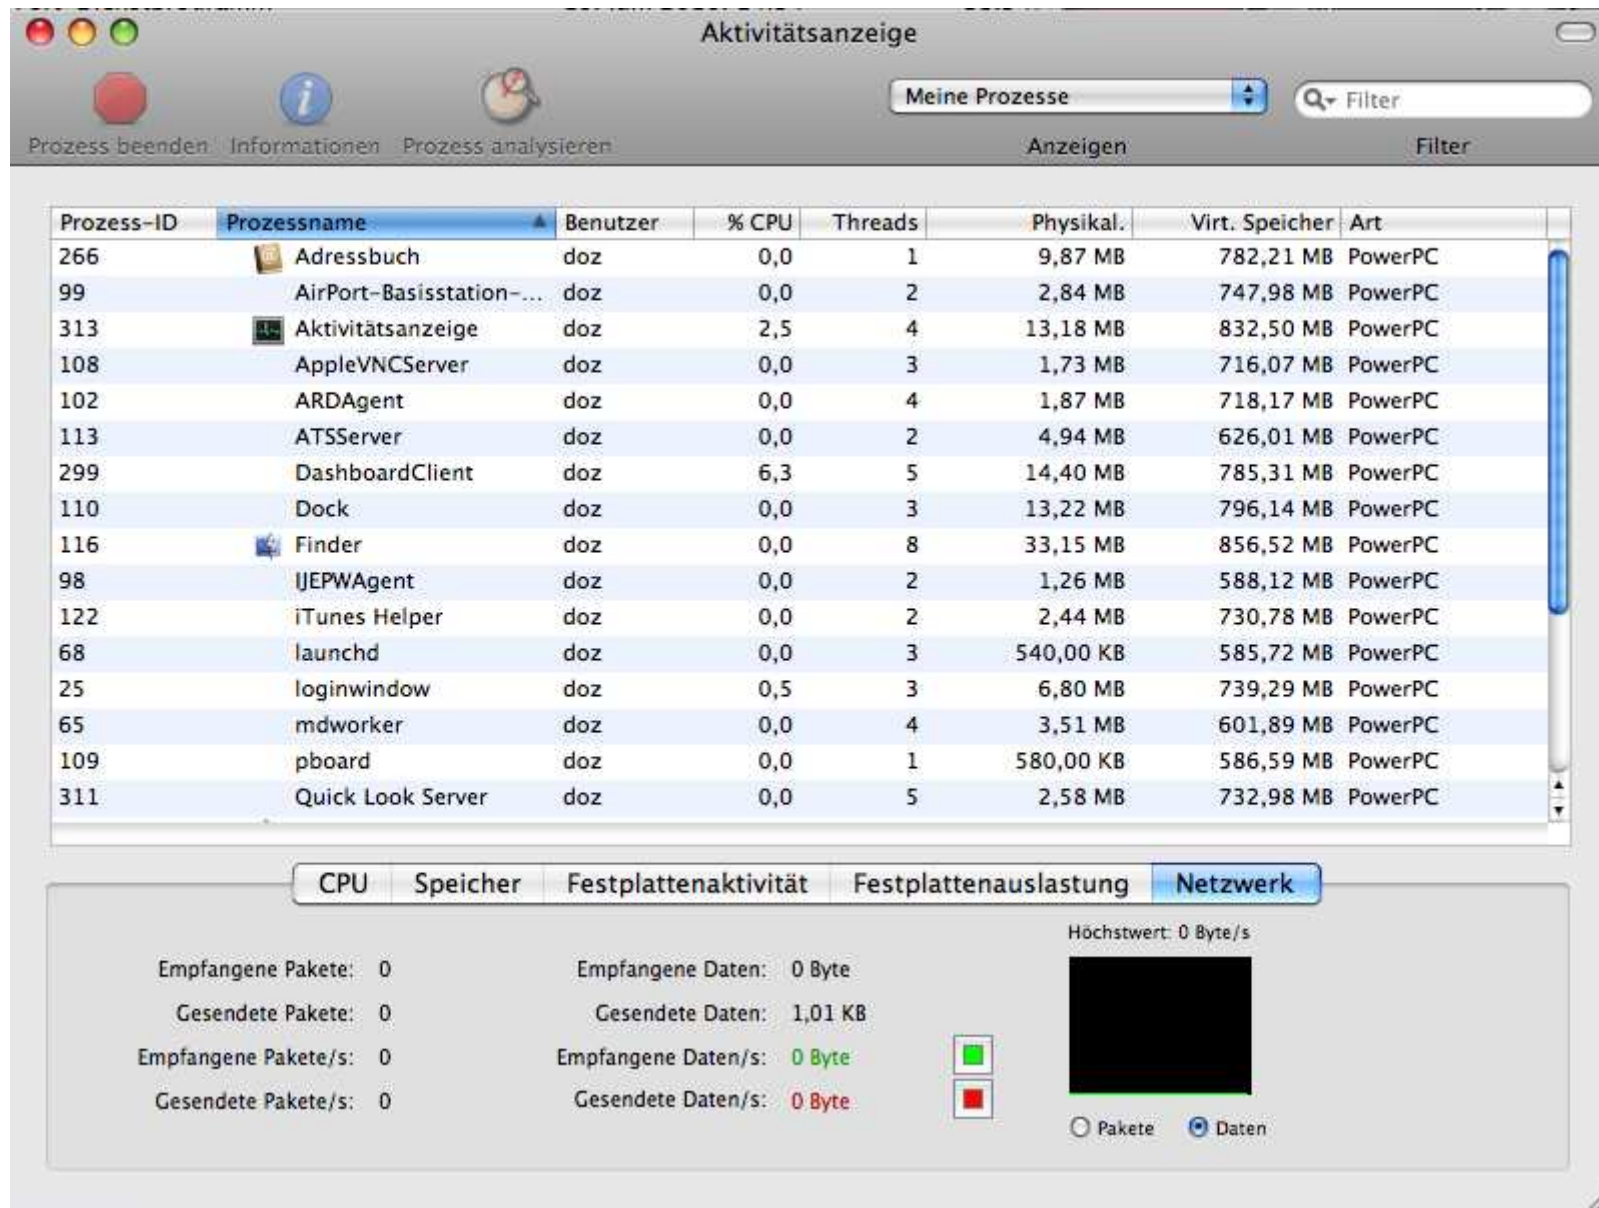 Aktivitätsanzeige
Meine Prozesse
Filter
Prozess beenden Informationen Prozess analysieren Anzeigen Filter
Prozess-ID Prozessname Benutzer % CPU Threads Physikal. Virt. Speicher Art
266 Adressbuch doz 0,0 1 9,87 MB 782,21 MB PowerPC
99 AirPort-Basisstation-... doz 0,0 2 2,84 MB 747,98 MB PowerPC
313 Aktivitätsanzeige doz 2,5 4 13,18 MB 832,50 MB PowerPC
108 AppleVNCServer doz 0,0 3 1,73 MB 716,07 MB PowerPC
102 ARDAgent doz 0,0 4 1,87 MB 718,17 MB PowerPC
113 ATSServer doz 0,0 2 4,94 MB 626,01 MB PowerPC
299 DashboardClient doz 6,3 5 14,40 MB 785,31 MB PowerPC
110 Dock doz 0,0 3 13,22 MB 796,14 MB PowerPC
116 Finder doz 0,0 8 33,15 MB 856,52 MB PowerPC
98 IJEPWAgent doz 0,0 2 1,26 MB 588,12 MB PowerPC
122 iTunes Helper doz 0,0 2 2,44 MB 730,78 MB PowerPC
68 launchd doz 0,0 3 540,00 KB 585,72 MB PowerPC
25 loginwindow doz 0,5 3 6,80 MB 739,29 MB PowerPC
65 mdworker doz 0,0 4 3,51 MB 601,89 MB PowerPC
109 pboard doz 0,0 1 580,00 KB 586,59 MB PowerPC
311 Quick Look Server doz 0,0 5 2,58 MB 732,98 MB PowerPC
CPU Speicher Festplattenaktivität Festplattenauslastung Netzwerk
Höchstwert: 0 Byte/s
Empfangene Pakete: 0 Empfangene Daten: 0 Byte
Gesendete Pakete: 0 Gesendete Daten: 1,01 KB
Empfangene Pakete/s: 0 Empfangene Daten/s: 0 Byte
Gesendete Pakete/s: 0 Gesendete Daten/s: 0 Byte
Pakete Daten